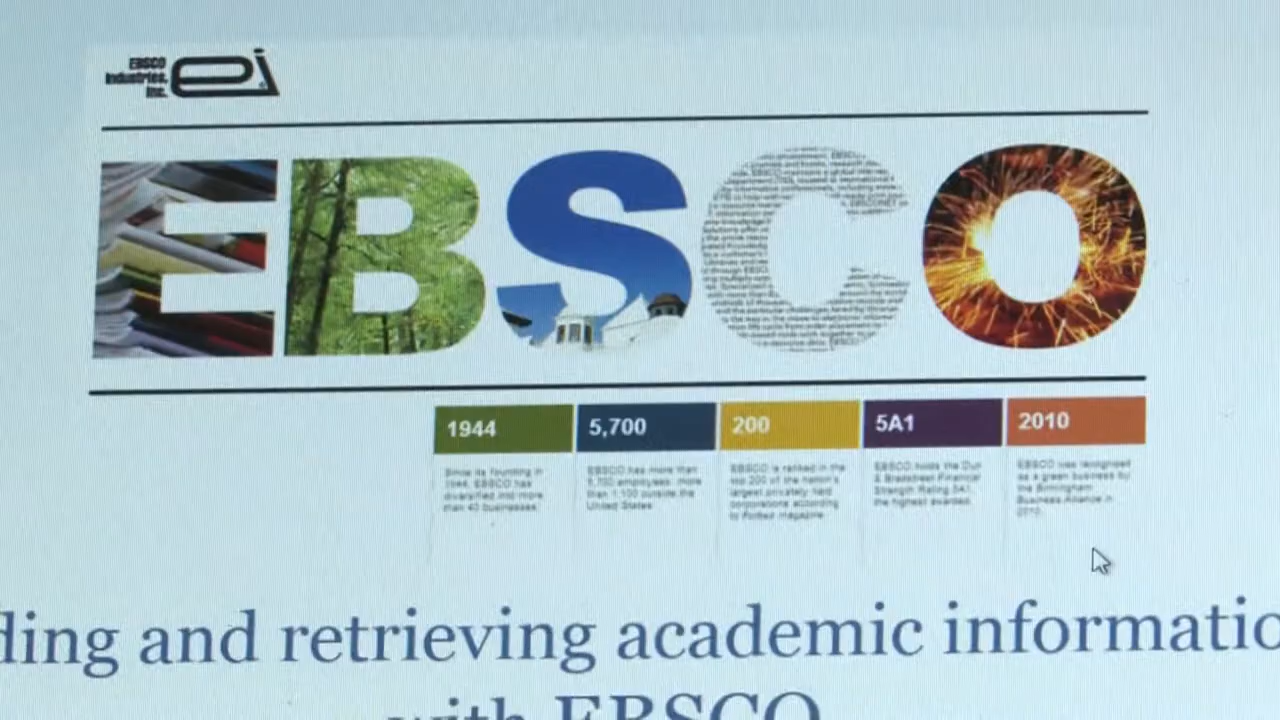 EBSCO
Industries,
Inc.
ei
EBSCO
1944
Since its founding in
1944, EBSCO has
diversified into more
than 40 businesses.
5,700
EBSCO has more than
5,700 employees, more
than 1,100 outside the
United States.
200
EBSCO is ranked in the
top 200 of the nation's
largest privately held
corporations according
to Forbes magazine.
5A1
EBSCO holds the Dun
& Bradstreet Financial
Strength Rating 5A1,
the highest awarded.
2010
EBSCO was recognized
as a green business by
the Birmingham
Business Alliance in
2010.
ding and retrieving academic informatio
with EBSCO